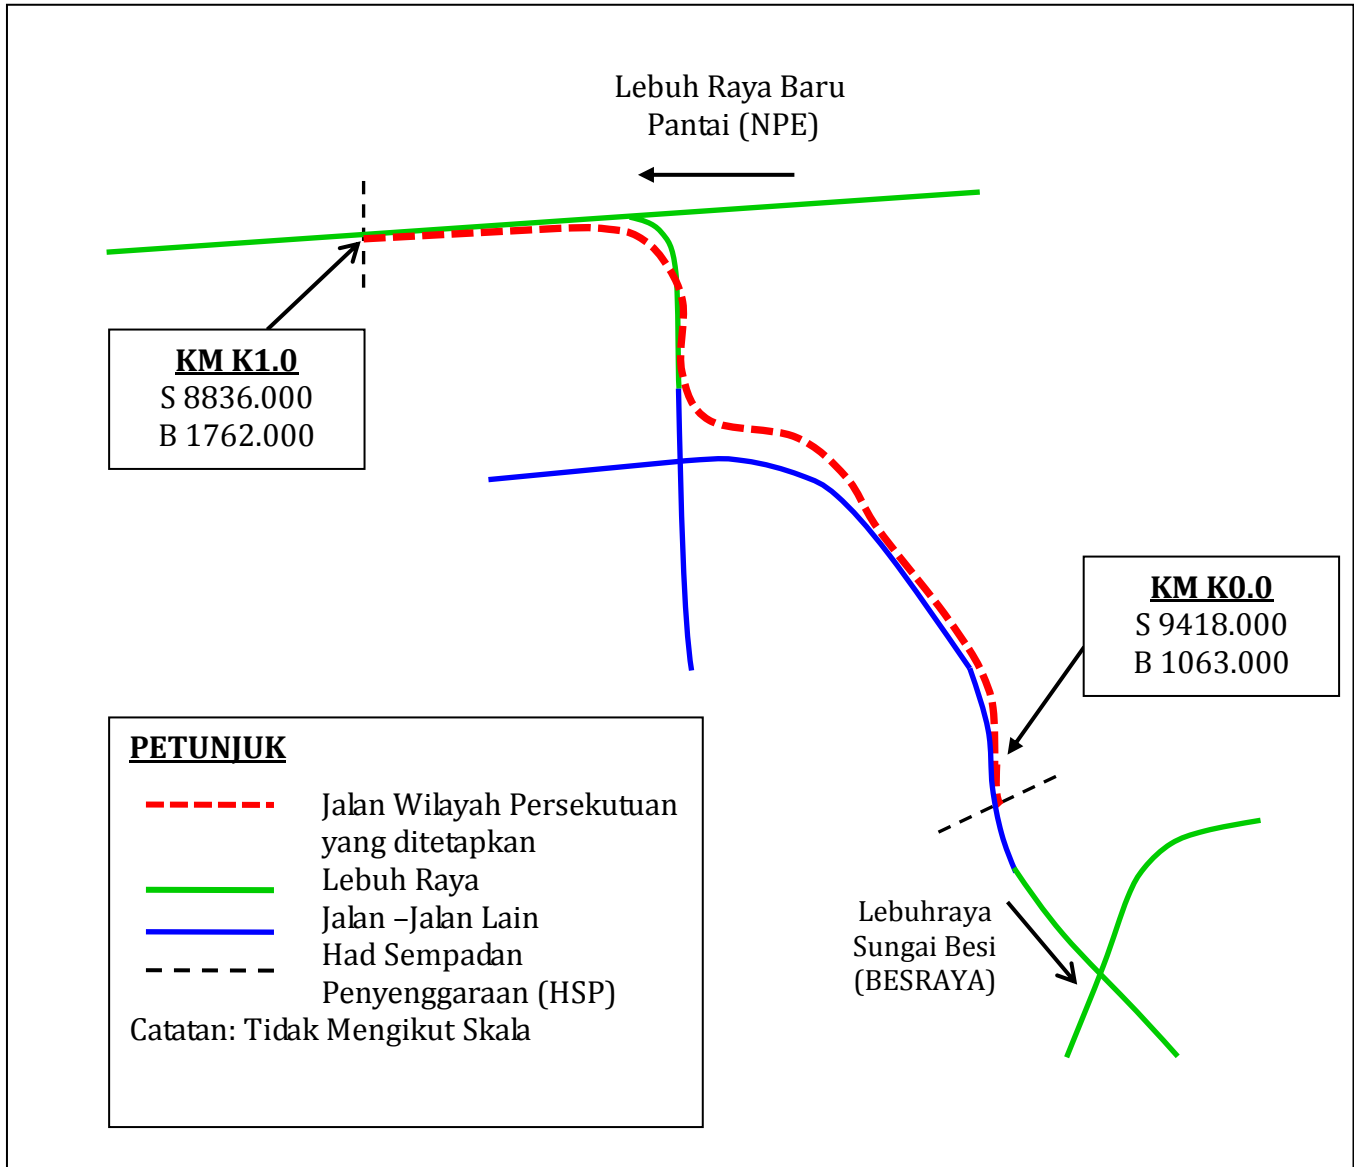 Lebuh Raya Baru
Pantai (NPE)
KM K1.0
S 8836.000
B 1762.000
KM K0.0
S 9418.000
B 1063.000
PETUNJUK
Jalan Wilayah Persekutuan
yang ditetapkan
Lebuh Raya
Jalan –Jalan Lain
Had Sempadan
Penyenggaraan (HSP)
Catatan: Tidak Mengikut Skala
Lebuhraya
Sungai Besi
(BESRAYA)